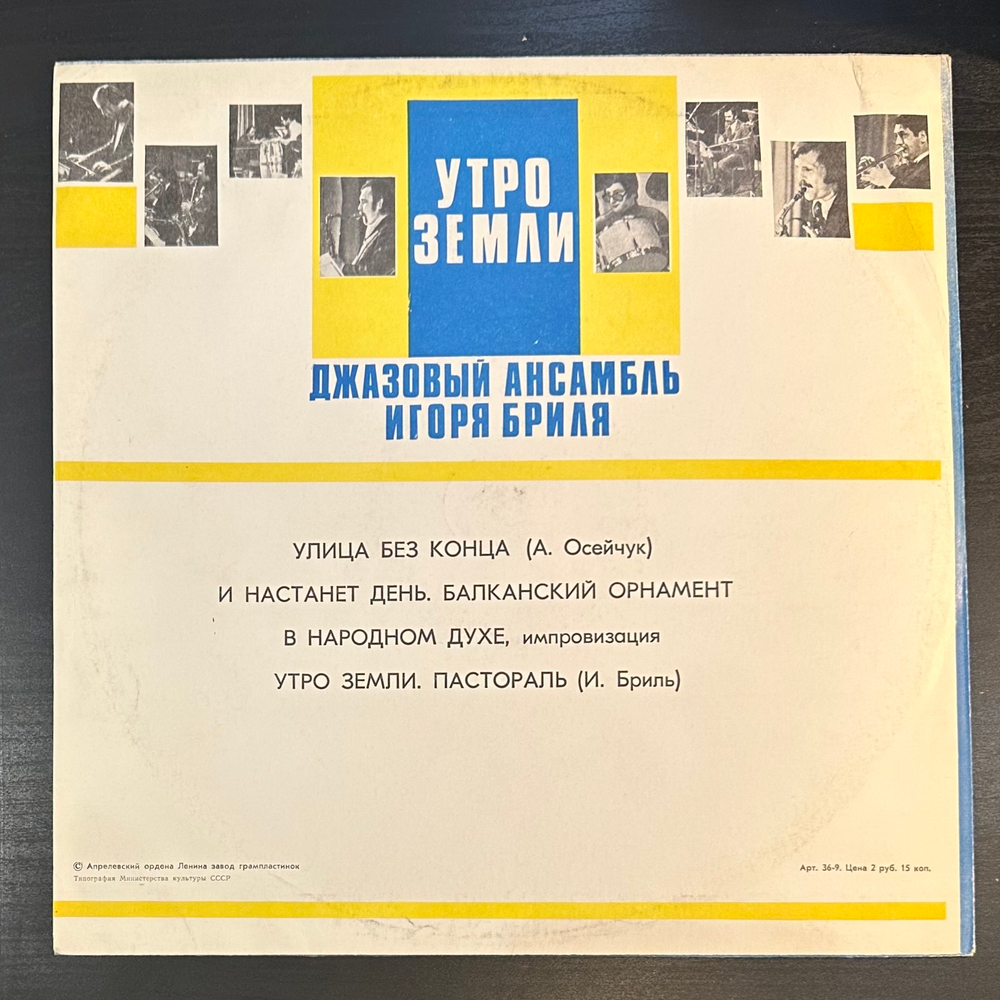 УТРО
ЗЕМЛИ
ДЖАЗОВЫЙ АНСАМБЛЬ
ИГОРЯ БРИЛЯ
УЛИЦА БЕЗ КОНЦА (А. Осейчук)
И НАСТАНЕТ ДЕНЬ. БАЛКАНСКИЙ ОРНАМЕНТ
В НАРОДНОМ ДУХЕ, импровизация
УТРО ЗЕМЛИ. ПАСТОРАЛЬ (И. Бриль)
© Апрелевский ордена Ленина завод грампластинок
Типография Министерства культуры СССР
Арт. 36-9. Цена 2 руб. 15 коп.